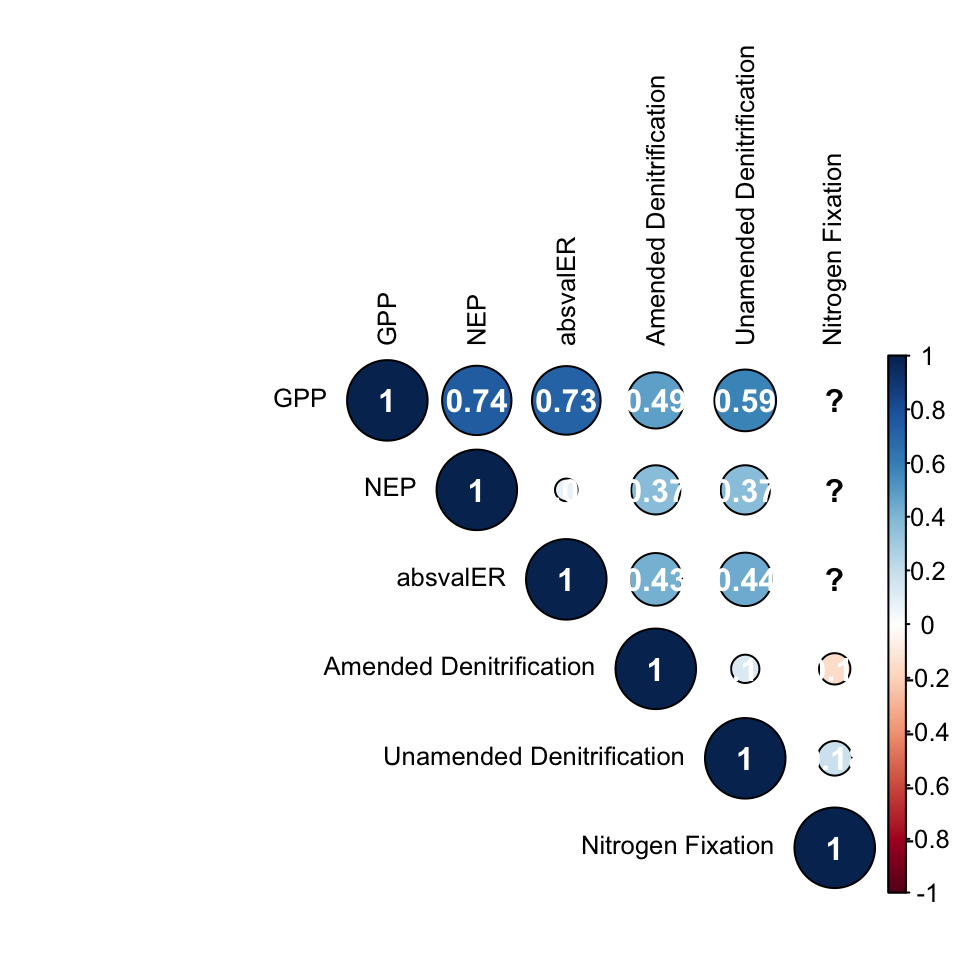 GPP
NEP
absvalER
Amended Denitrification
Unamended Denitrification
Nitrogen Fixation
GPP 1 0.74 0.73 0.49 0.59 ?
NEP 1 0.37 0.37 ?
absvalER 1 0.43 0.44 ?
Amended Denitrification 1
Unamended Denitrification 1
Nitrogen Fixation 1
1
0.8
0.6
0.4
0.2
0
-0.2
-0.4
-0.6
-0.8
-1